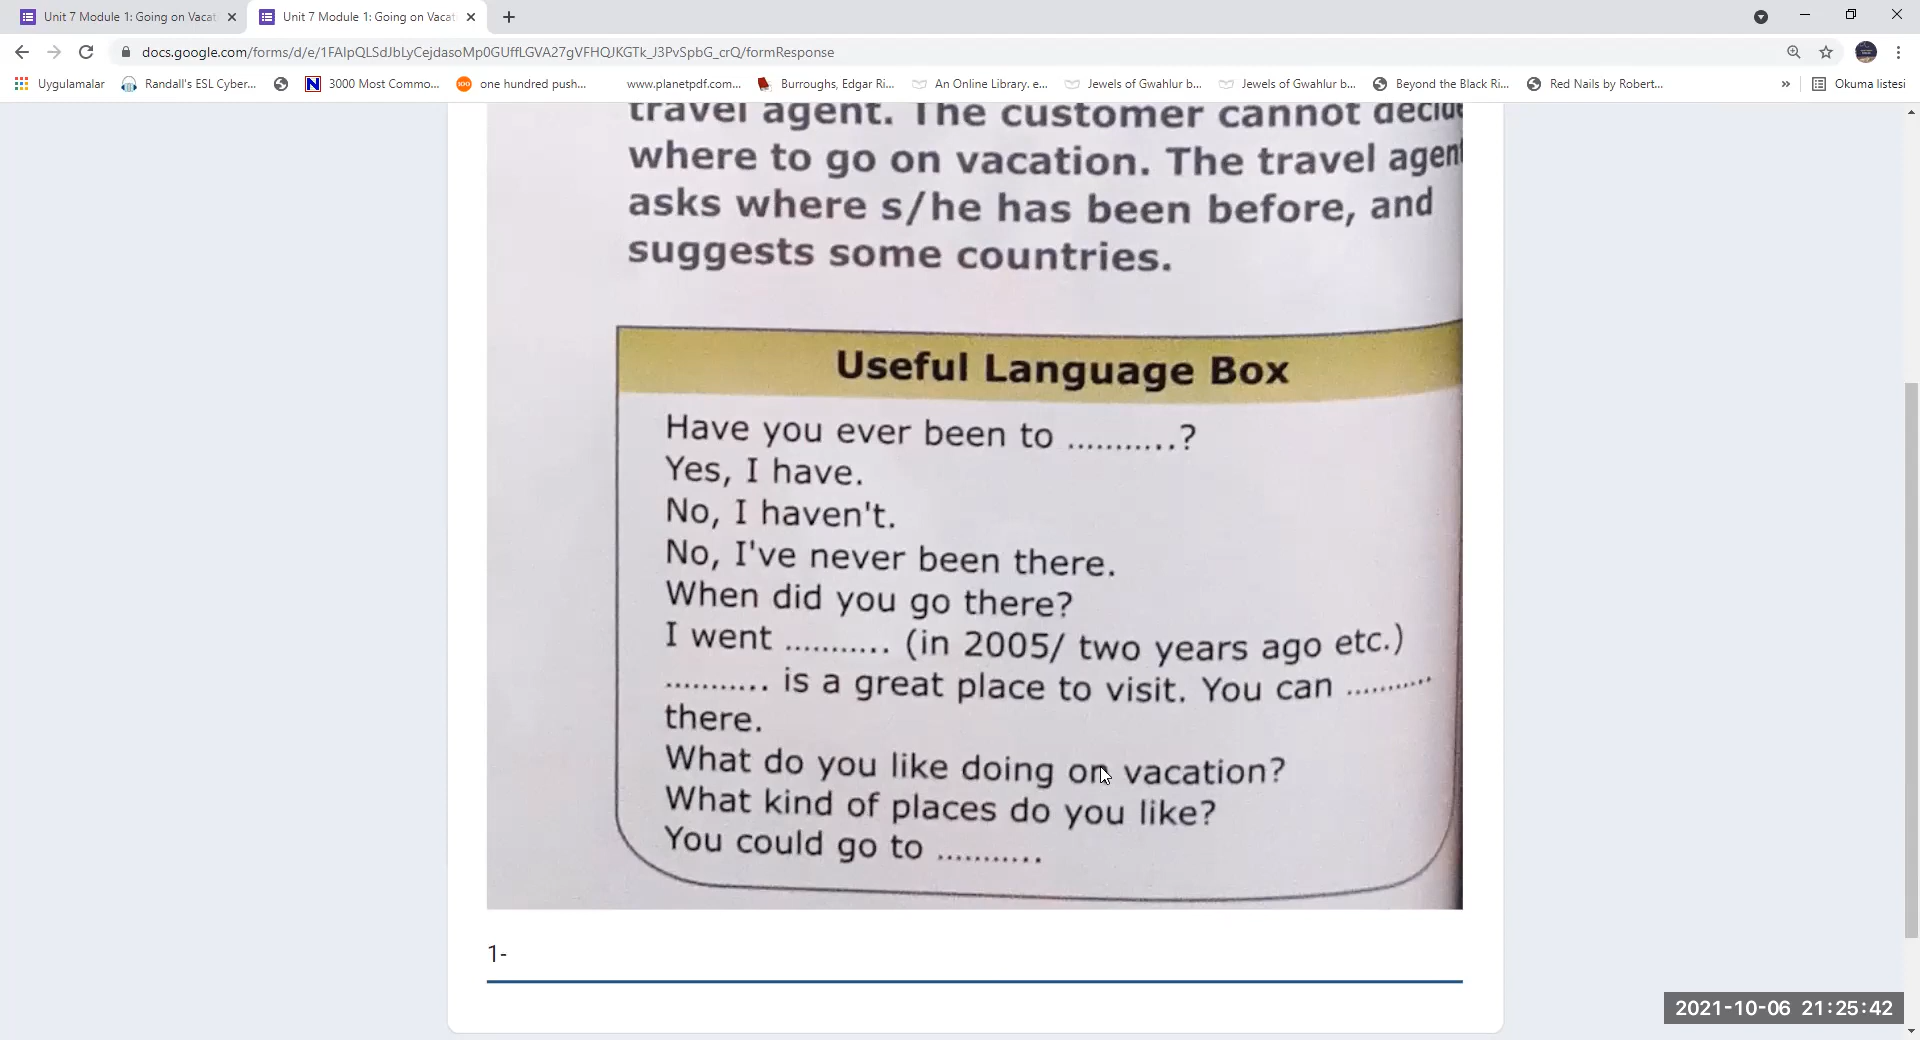 Unit 7 Module 1: Going on Vacat
Unit 7 Module 1: Going on Vacat
docs.google.com/forms/d/e/1FAIpQLSdJbLyCejdasoMp0GUffLGVA27gVFHQJKGTk_J3PvSpbG_crQ/formResponse
Uygulamalar
Randall's ESL Cyber...
3000 Most Commo...
one hundred push...
www.planetpdf.com...
Burroughs, Edgar Ri...
An Online Library. e...
Jewels of Gwahlur b...
Jewels of Gwahlur b...
Beyond the Black Ri...
Red Nails by Robert...
» Okuma listesi
travel agent. The customer cannot decide
where to go on vacation. The travel agent
asks where s/he has been before, and
suggests some countries.
Useful Language Box
Have you ever been to ...........?
Yes, I have.
No, I haven't.
No, I've never been there.
When did you go there?
I went ........... (in 2005/ two years ago etc.)
........... is a great place to visit. You can ..........
there.
What do you like doing on vacation?
What kind of places do you like?
You could go to ...........
1-
2021-10-06 21:25:42